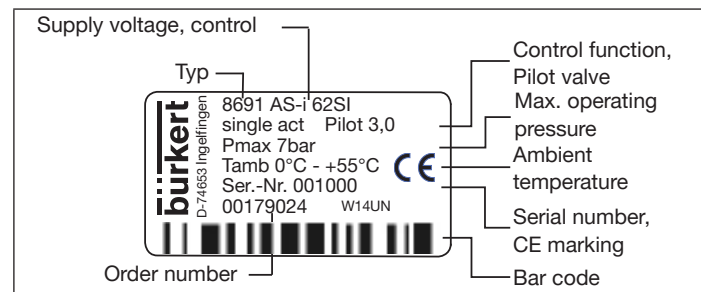 Supply voltage, control
Typ
Control function,
Pilot valve
Max. operating
pressure
Ambient
temperature
Serial number,
CE marking
Bar code
Order number
bürkert
D-74653 Ingelfingen
8691 AS-i 62SI
single act Pilot 3,0
Pmax 7bar
Tamb 0°C - +55°C
CE
Ser.-Nr. 001000
00179024 W14UN